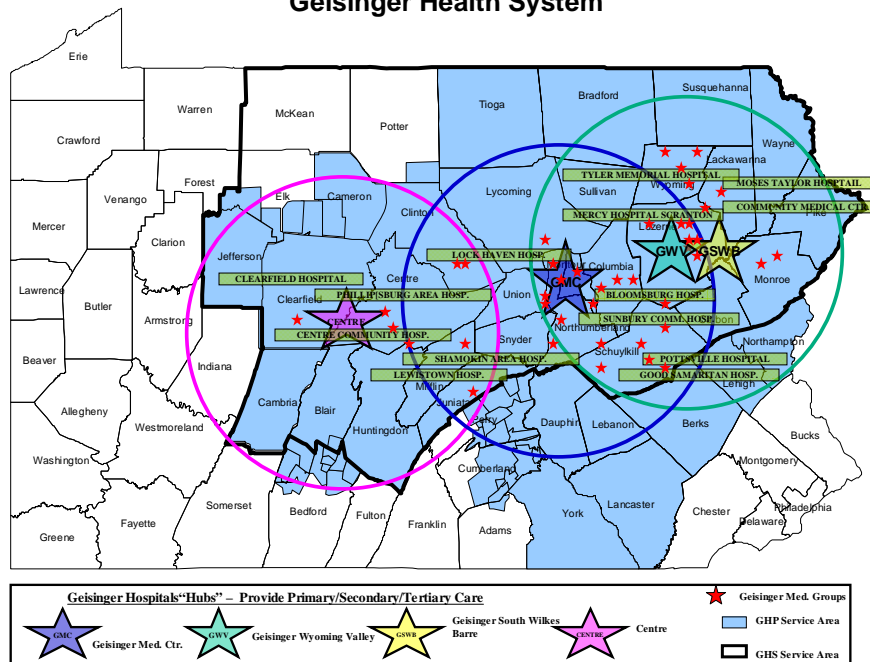 Geisinger Health System
Erie
Susquehanna
Tioga
Bradford
Warren
McKean
Potter
Crawford
Wayne
Lackawanna
Forest
TYLER MEMORIAL HOSPITAL
Wyoming
MOSES TAYLOR HOSPTAIL
Elk
Cameron
Lycoming
Sullivan
Venango
COMMUNITY MEDICAL CTR.
Clinton
MERCY HOSPITAL SCRANTON
Pike
Mercer
Luzerne
Clarion
Jefferson
LOCK HAVEN HOSP.
GWV
GSWB
Columbia
Centre
CLEARFIELD HOSPITAL
Monroe
GMC
Lawrence
Clearfield
PHILLIPSBURG AREA HOSP.
Union
BLOOMSBURG HOSP.
Butler
Armstrong
CENTRE
SUNBURY COMM. HOSP.
CENTRE COMMUNITY HOSP.
Northumberland
Snyder
Northampton
Beaver
Schuylkill
SHAMOKIN AREA HOSP.
POTTSVILLE HOSPITAL
Indiana
LEWISTOWN HOSP.
GOOD SAMARITAN HOSP.
Mifflin
Lehigh
Juniata
Cambria
Blair
Allegheny
Perry
Dauphin
Lebanon
Berks
Westmoreland
Huntingdon
Bucks
Washington
Cumberland
Montgomery
Somerset
Bedford
Lancaster
Philadelphia
York
Chester
Fayette
Fulton
Franklin
Adams
Delaware
Greene
Geisinger Hospitals“Hubs” – Provide Primary/Secondary/Tertiary Care
Geisinger Med. Groups
GMC
Geisinger Med. Ctr.
GWV
Geisinger Wyoming Valley
GSWB
Geisinger South Wilkes
Barre
CENTRE
Centre
GHP Service Area
GHS Service Area